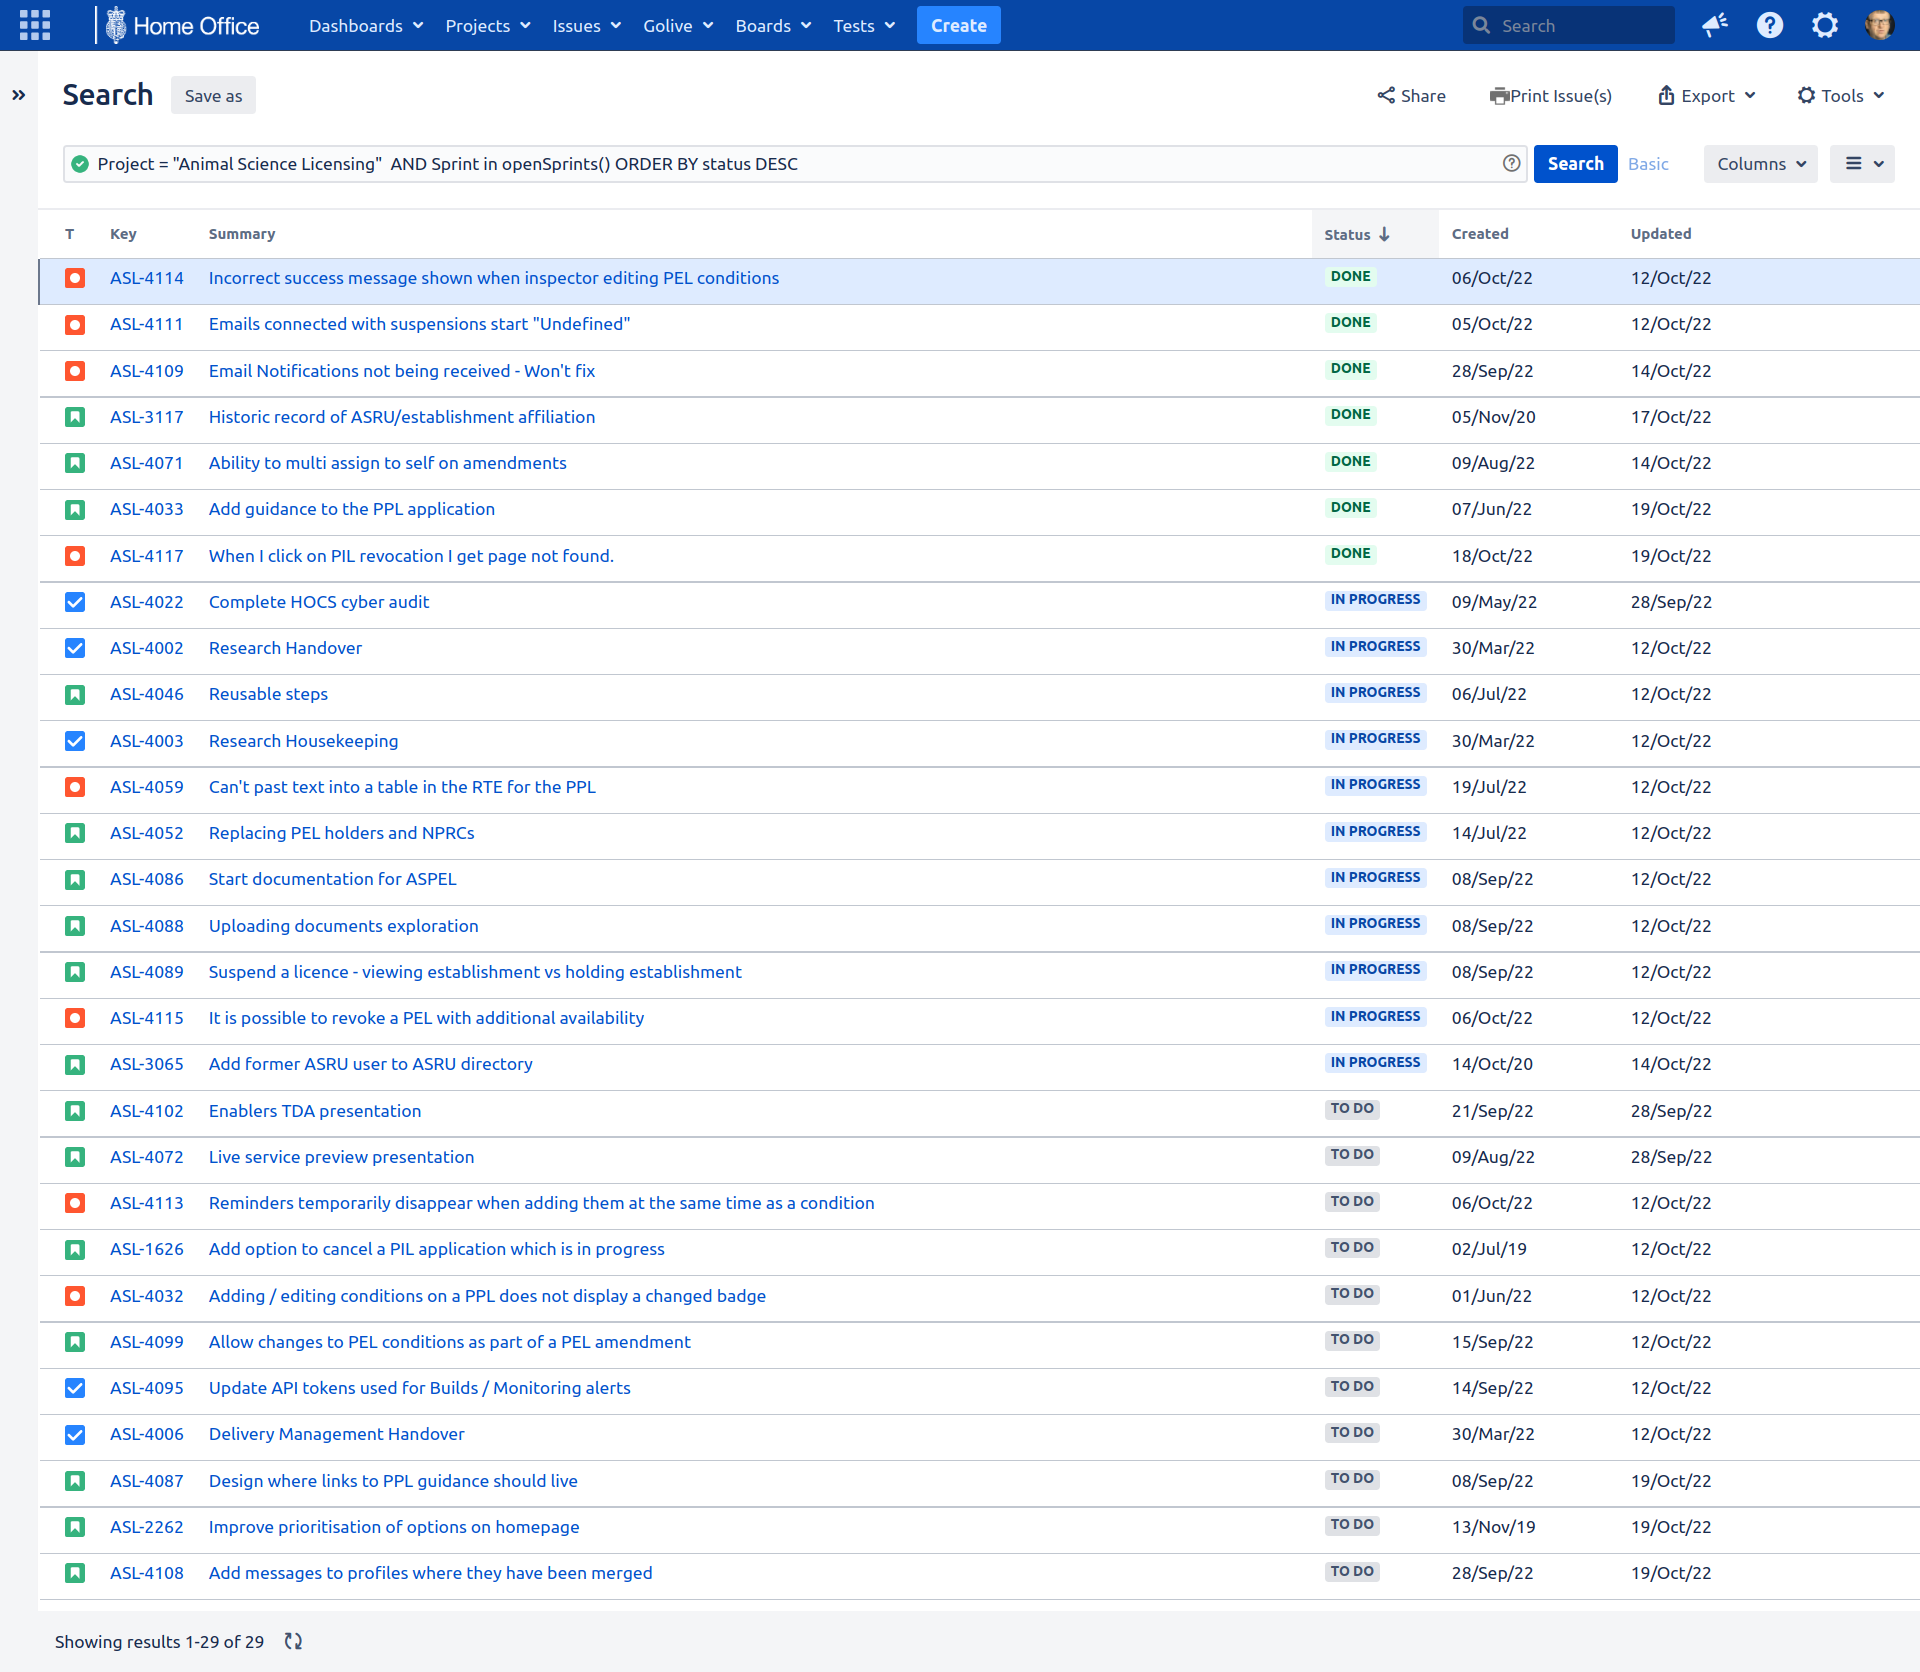 Home Office Dashboards Projects Issues Golive Boards Tests Create Search
Search Save as Share Print Issue(s) Export Tools
Project = "Animal Science Licensing" AND Sprint in openSprints() ORDER BY status DESC Search Basic Columns
T Key Summary Status Created Updated
ASL-4114 Incorrect success message shown when inspector editing PEL conditions DONE 06/Oct/22 12/Oct/22
ASL-4111 Emails connected with suspensions start "Undefined" DONE 05/Oct/22 12/Oct/22
ASL-4109 Email Notifications not being received - Won't fix DONE 28/Sep/22 14/Oct/22
ASL-3117 Historic record of ASRU/establishment affiliation DONE 05/Nov/20 17/Oct/22
ASL-4071 Ability to multi assign to self on amendments DONE 09/Aug/22 14/Oct/22
ASL-4033 Add guidance to the PPL application DONE 07/Jun/22 19/Oct/22
ASL-4117 When I click on PIL revocation I get page not found. DONE 18/Oct/22 19/Oct/22
ASL-4022 Complete HOCS cyber audit IN PROGRESS 09/May/22 28/Sep/22
ASL-4002 Research Handover IN PROGRESS 30/Mar/22 12/Oct/22
ASL-4046 Reusable steps IN PROGRESS 06/Jul/22 12/Oct/22
ASL-4003 Research Housekeeping IN PROGRESS 30/Mar/22 12/Oct/22
ASL-4059 Can't past text into a table in the RTE for the PPL IN PROGRESS 19/Jul/22 12/Oct/22
ASL-4052 Replacing PEL holders and NPRCs IN PROGRESS 14/Jul/22 12/Oct/22
ASL-4086 Start documentation for ASPEL IN PROGRESS 08/Sep/22 12/Oct/22
ASL-4088 Uploading documents exploration IN PROGRESS 08/Sep/22 12/Oct/22
ASL-4089 Suspend a licence - viewing establishment vs holding establishment IN PROGRESS 08/Sep/22 12/Oct/22
ASL-4115 It is possible to revoke a PEL with additional availability IN PROGRESS 06/Oct/22 12/Oct/22
ASL-3065 Add former ASRU user to ASRU directory IN PROGRESS 14/Oct/20 14/Oct/22
ASL-4102 Enablers TDA presentation TO DO 21/Sep/22 28/Sep/22
ASL-4072 Live service preview presentation TO DO 09/Aug/22 28/Sep/22
ASL-4113 Reminders temporarily disappear when adding them at the same time as a condition TO DO 06/Oct/22 12/Oct/22
ASL-1626 Add option to cancel a PIL application which is in progress TO DO 02/Jul/19 12/Oct/22
ASL-4032 Adding / editing conditions on a PPL does not display a changed badge TO DO 01/Jun/22 12/Oct/22
ASL-4099 Allow changes to PEL conditions as part of a PEL amendment TO DO 15/Sep/22 12/Oct/22
ASL-4095 Update API tokens used for Builds / Monitoring alerts TO DO 14/Sep/22 12/Oct/22
ASL-4006 Delivery Management Handover TO DO 30/Mar/22 12/Oct/22
ASL-4087 Design where links to PPL guidance should live TO DO 08/Sep/22 19/Oct/22
ASL-2262 Improve prioritisation of options on homepage TO DO 13/Nov/19 19/Oct/22
ASL-4108 Add messages to profiles where they have been merged TO DO 28/Sep/22 19/Oct/22
Showing results 1-29 of 29